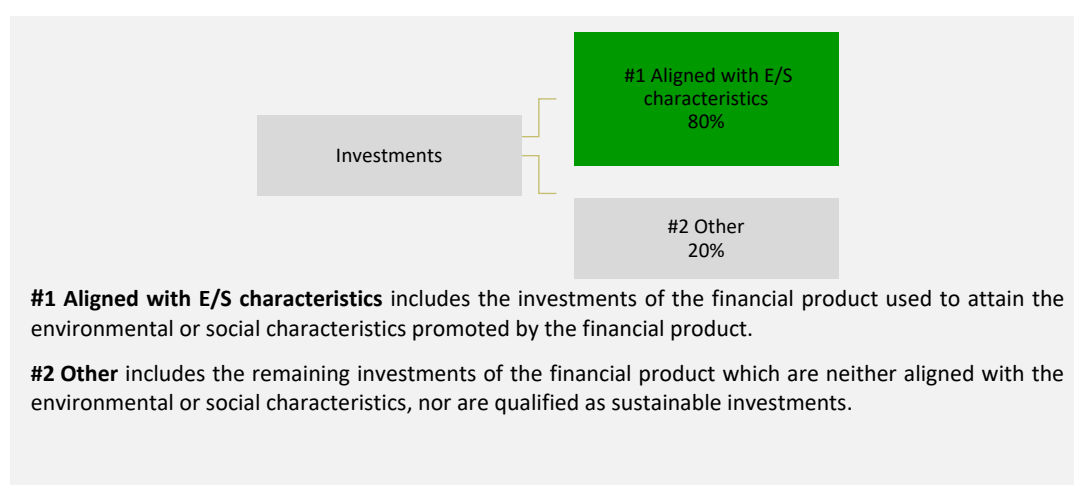 #1 Aligned with E/S
characteristics
80%
Investments
#2 Other
20%
#1 Aligned with E/S characteristics includes the investments of the financial product used to attain the
environmental or social characteristics promoted by the financial product.
#2 Other includes the remaining investments of the financial product which are neither aligned with the
environmental or social characteristics, nor are qualified as sustainable investments.